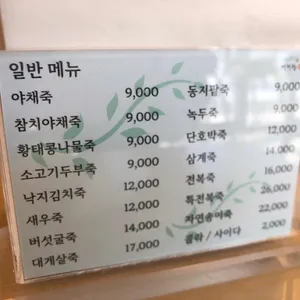 일반 메뉴
야채죽 9,000
참치야채죽 9,000
황태콩나물죽 9,000
소고기두부죽 9,000
낙지김치죽 12,000
새우죽 12,000
버섯굴죽 14,000
대게살죽 17,000
동지팥죽 9,000
녹두죽 9,000
단호박죽 12,000
삼계죽 14,000
전복죽 16,000
특전복죽 26,000
자연송이죽 22,000
콜라 / 사이다 2,000